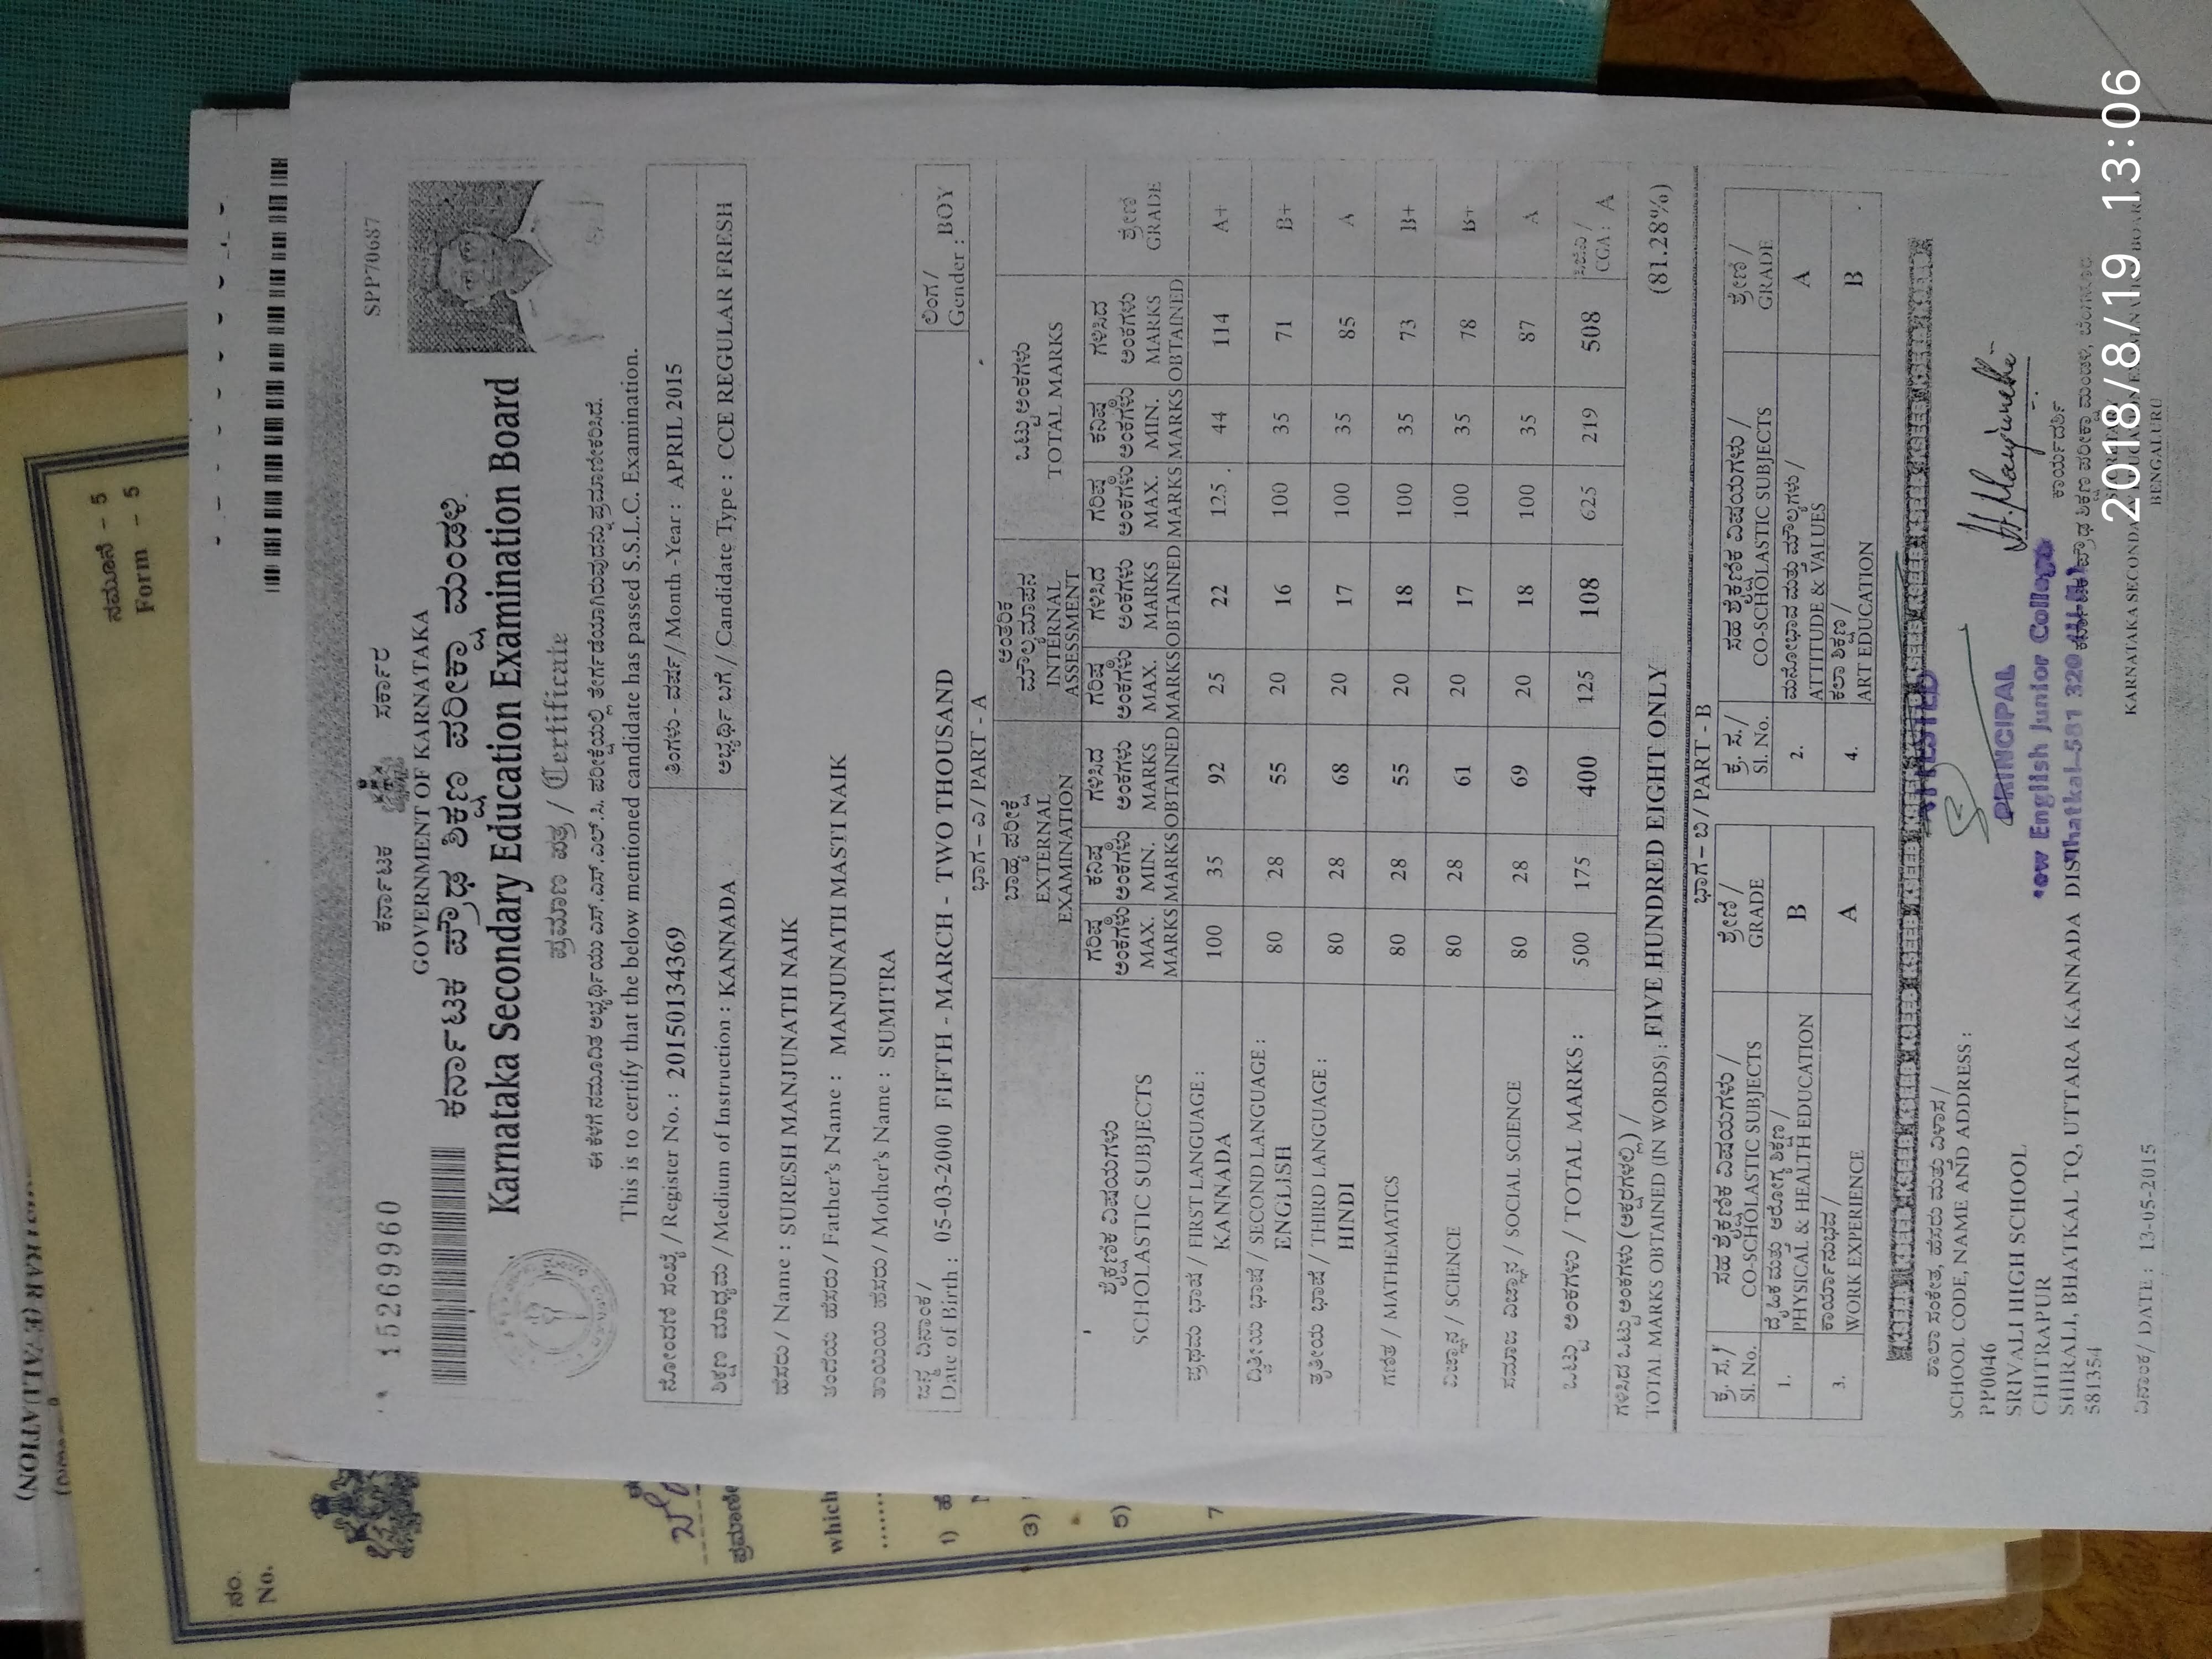 ನಮೂನೆ - 5
Form - 5
ನಂ.
No.
which
1)
3)
5)
7
15269960
ಕರ್ನಾಟಕ ಸರ್ಕಾರ
SPP70687
GOVERNMENT OF KARNATAKA
ಕರ್ನಾಟಕ ಪ್ರೌಢ ಶಿಕ್ಷಣ ಪರೀಕ್ಷಾ ಮಂಡಳಿ.
Karnataka Secondary Education Examination Board
ಪ್ರಮಾಣ ಪತ್ರ / Certificate
ಈ ಕೆಳಗೆ ನಮೂದಿತ ಅಭ್ಯರ್ಥಿಯು ಎಸ್.ಎಸ್.ಎಲ್.ಸಿ. ಪರೀಕ್ಷೆಯಲ್ಲಿ ತೇರ್ಗಡೆಯಾಗಿರುವುದನ್ನು ಪ್ರಮಾಣೀಕರಿಸಿದೆ.
This is to certify that the below mentioned candidate has passed S.S.L.C. Examination.
ನೋಂದಣಿ ಸಂಖ್ಯೆ / Register No. : 20150134369 ತಿಂಗಳು - ವರ್ಷ / Month -Year : APRIL 2015
ಶಿಕ್ಷಣ ಮಾಧ್ಯಮ / Medium of Instruction : KANNADA ಅಭ್ಯರ್ಥಿ ಬಗೆ / Candidate Type : CCE REGULAR FRESH
ಹೆಸರು / Name : SURESH MANJUNATH NAIK
ತಂದೆಯ ಹೆಸರು / Father's Name : MANJUNATH MASTI NAIK
ತಾಯಿಯ ಹೆಸರು / Mother's Name : SUMITRA
ಜನ್ಮ ದಿನಾಂಕ / ಲಿಂಗ /
Date of Birth : 05-03-2000 FIFTH - MARCH - TWO THOUSAND Gender : BOY
ಭಾಗ – ಎ / PART - A
ಬಾಹ್ಯ ಪರೀಕ್ಷೆ ಆಂತರಿಕ ಮೌಲ್ಯಮಾಪನ ಒಟ್ಟು ಅಂಕಗಳು
EXTERNAL EXAMINATION INTERNAL ASSESSMENT TOTAL MARKS
ಶೈಕ್ಷಣಿಕ ವಿಷಯಗಳು ಗರಿಷ್ಠ ಅಂಕಗಳು ಕನಿಷ್ಠ ಅಂಕಗಳು ಗಳಿಸಿದ ಅಂಕಗಳು ಗರಿಷ್ಠ ಅಂಕಗಳು ಗಳಿಸಿದ ಅಂಕಗಳು ಗರಿಷ್ಠ ಅಂಕಗಳು ಕನಿಷ್ಠ ಅಂಕಗಳು ಗಳಿಸಿದ ಅಂಕಗಳು ಶ್ರೇಣಿ
SCHOLASTIC SUBJECTS MAX. MARKS MIN. MARKS MARKS OBTAINED MAX. MARKS MARKS OBTAINED MAX. MARKS MIN. MARKS MARKS OBTAINED GRADE
ಪ್ರಥಮ ಭಾಷೆ / FIRST LANGUAGE :
KANNADA 100 35 92 25 22 125 44 114 A+
ದ್ವಿತೀಯ ಭಾಷೆ / SECOND LANGUAGE :
ENGLISH 80 28 55 20 16 100 35 71 B+
ತೃತೀಯ ಭಾಷೆ / THIRD LANGUAGE :
HINDI 80 28 68 20 17 100 35 85 A
ಗಣಿತ / MATHEMATICS 80 28 55 20 18 100 35 73 B+
ವಿಜ್ಞಾನ / SCIENCE 80 28 61 20 17 100 35 78 B+
ಸಮಾಜ ವಿಜ್ಞಾನ / SOCIAL SCIENCE 80 28 69 20 18 100 35 87 A
ಒಟ್ಟು ಅಂಕಗಳು / TOTAL MARKS : 500 175 400 125 108 625 219 508 ಸಿಜಿಎ / CGA : A
ಗಳಿಸಿದ ಒಟ್ಟು ಅಂಕಗಳು (ಅಕ್ಷರಗಳಲ್ಲಿ) /
TOTAL MARKS OBTAINED (IN WORDS) : FIVE HUNDRED EIGHT ONLY (81.28%)
ಭಾಗ – ಬಿ / PART - B
ಕ್ರ. ಸ./ ಸಹ ಶೈಕ್ಷಣಿಕ ವಿಷಯಗಳು / ಶ್ರೇಣಿ / ಕ್ರ. ಸ./ ಸಹ ಶೈಕ್ಷಣಿಕ ವಿಷಯಗಳು / ಶ್ರೇಣಿ /
Sl. No. CO-SCHOLASTIC SUBJECTS GRADE Sl. No. CO-SCHOLASTIC SUBJECTS GRADE
1. ದೈಹಿಕ ಮತ್ತು ಆರೋಗ್ಯ ಶಿಕ್ಷಣ / PHYSICAL & HEALTH EDUCATION B 2. ಮನೋಭಾವ ಮತ್ತು ಮೌಲ್ಯಗಳು / ATTITUDE & VALUES A
3. ಕಾರ್ಯಾನುಭವ / WORK EXPERIENCE A 4. ಕಲಾ ಶಿಕ್ಷಣ / ART EDUCATION B
KSEEB KSEEB KSEEB KSEEB KSEEB KSEEB KSEEB KSEEB KSEEB KSEEB KSEEB KSEEB KSEEB KSEEB KSEEB
ಶಾಲಾ ಸಂಕೇತ, ಹೆಸರು ಮತ್ತು ವಿಳಾಸ /
SCHOOL CODE, NAME AND ADDRESS :
PP0046
SRIVALI HIGH SCHOOL
CHITRAPUR
SHIRALI, BHATKAL TQ, UTTARA KANNADA DIST
581354
ದಿನಾಂಕ/ DATE : 13-05-2015
ATTESTED
PRINCIPAL
ew English Junior College
hatkal-581 320
H. Manjunatha
ಕಾರ್ಯದರ್ಶಿ
ಕರ್ನಾಟಕ ಪ್ರೌಢ ಶಿಕ್ಷಣ ಪರೀಕ್ಷಾ ಮಂಡಳಿ, ಬೆಂಗಳೂರು
SECRETARY
KARNATAKA SECONDARY EDUCATION EXAMINATION BOARD
BENGALURU
2018/8/19 13:06